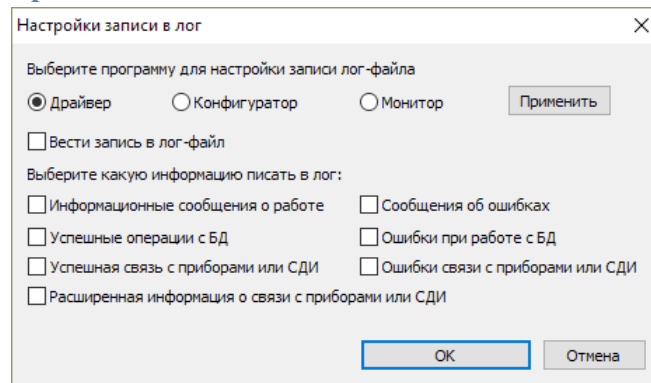 Настройки записи в лог
Выберите программу для настройки записи лог-файла
Драйвер Конфигуратор Монитор Применить
Вести запись в лог-файл
Выберите какую информацию писать в лог:
Информационные сообщения о работе Сообщения об ошибках
Успешные операции с БД Ошибки при работе с БД
Успешная связь с приборами или СДИ Ошибки связи с приборами или СДИ
Расширенная информация о связи с приборами или СДИ
ОК Отмена